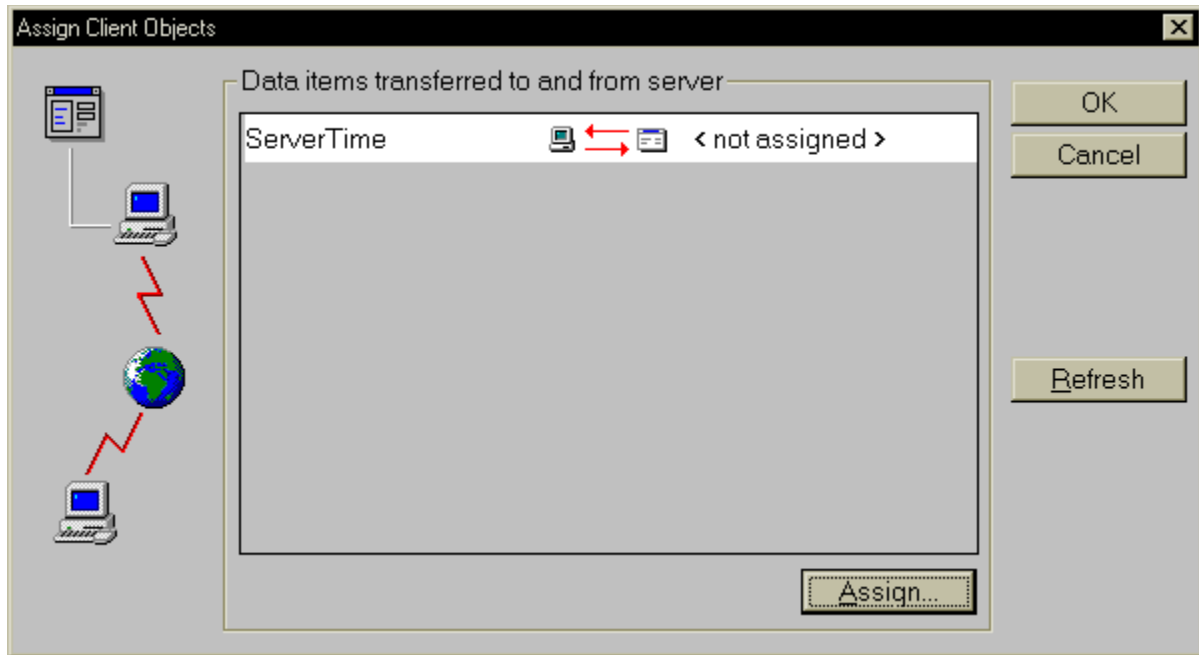 Assign Client Objects
Data items transferred to and from server
ServerTime < not assigned >
OK
Cancel
Refresh
Assign...